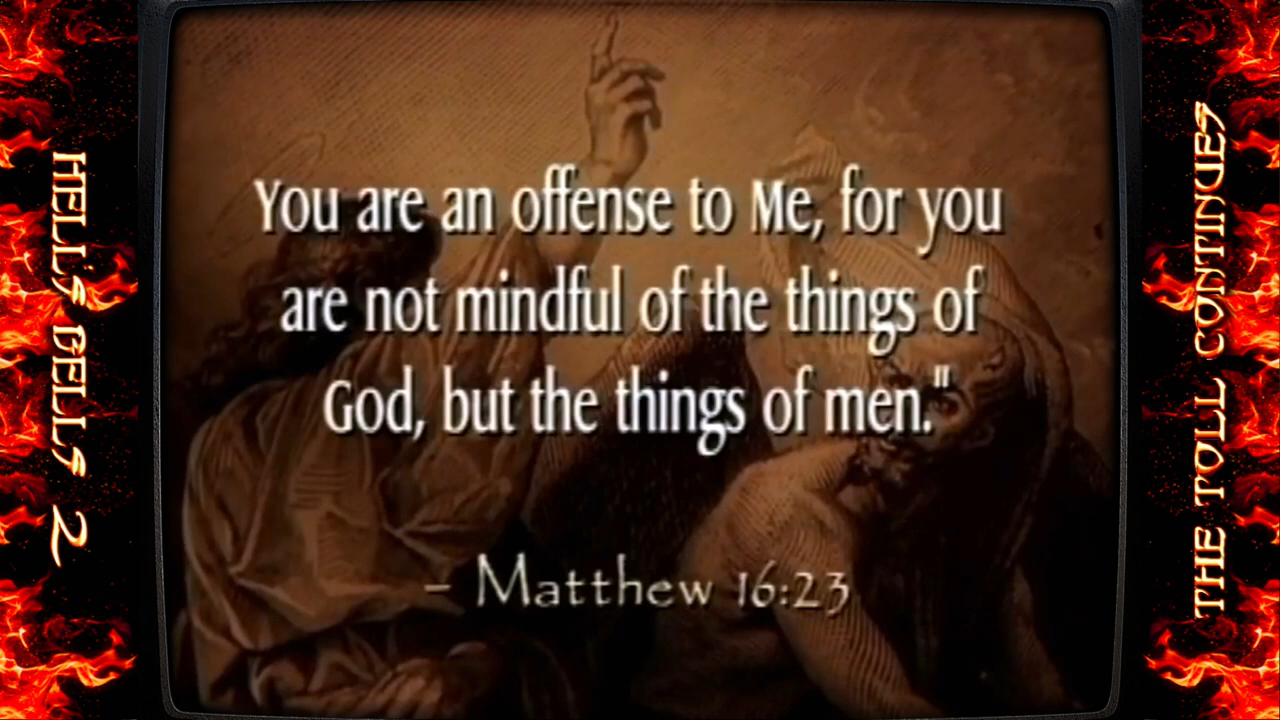 HELL'S BELLS 2
You are an offense to Me, for you
are not mindful of the things of
God, but the things of men."
– Matthew 16:23
THE TOLL CONTINUES